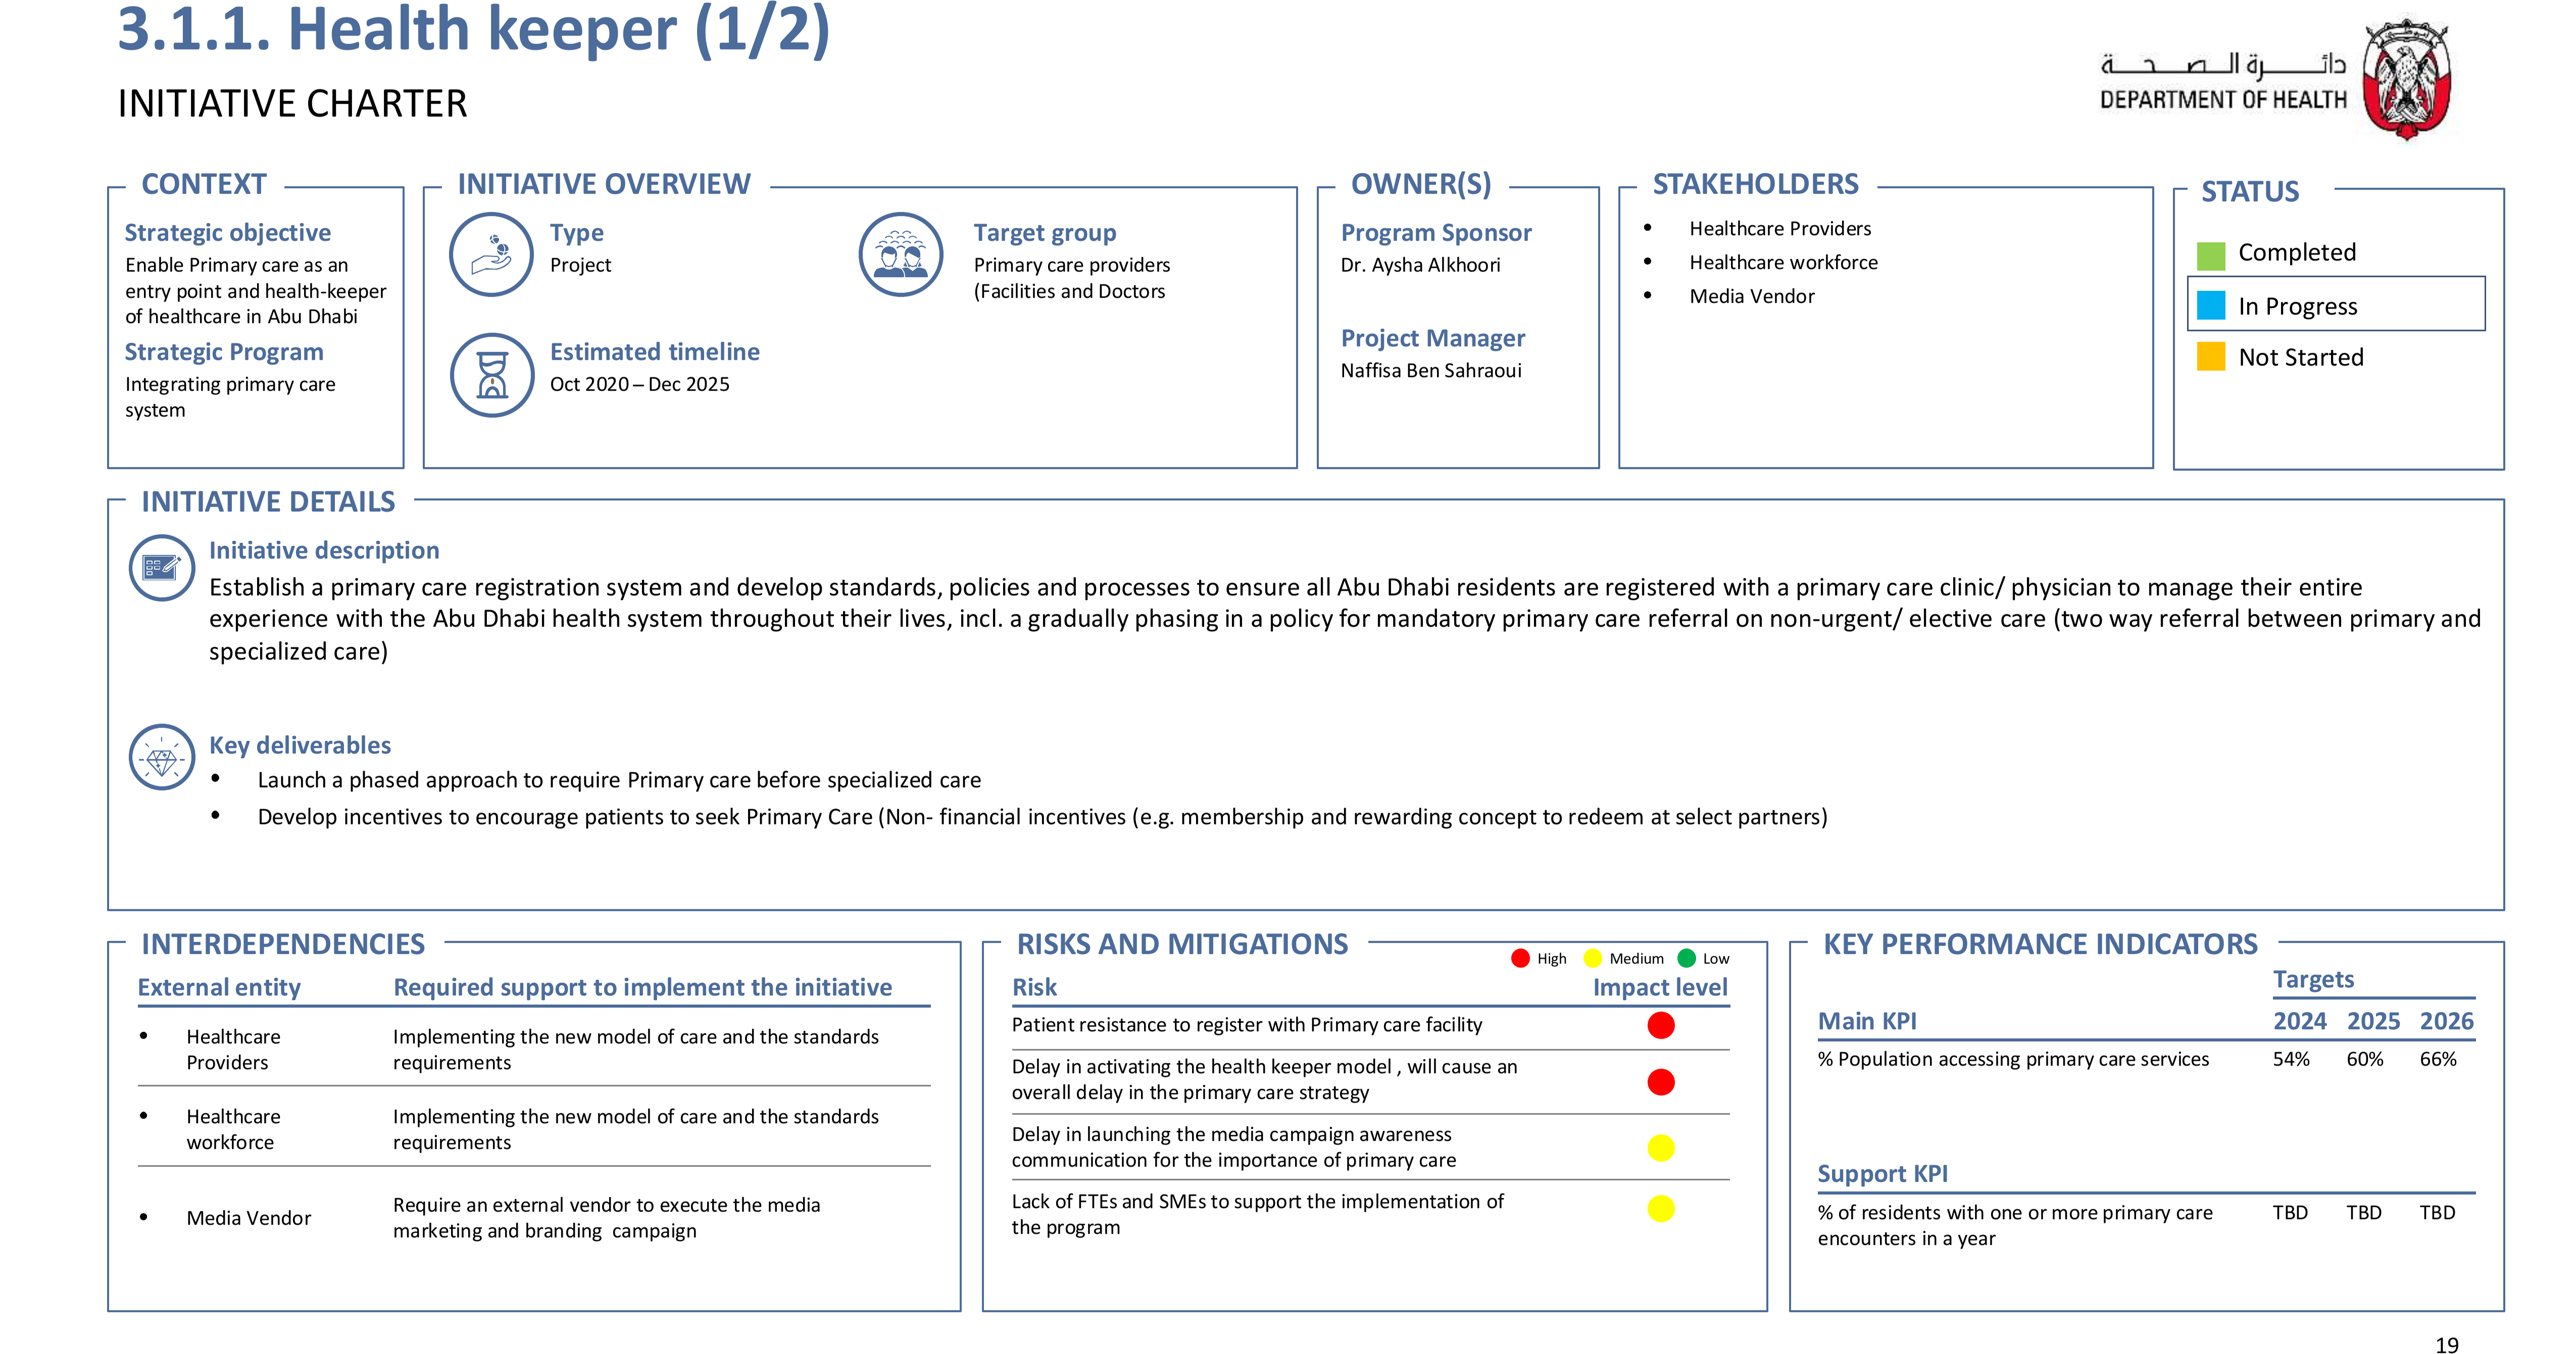 3.1.1. Health keeper (1/2)
INITIATIVE CHARTER
دائرة الصحة
DEPARTMENT OF HEALTH
CONTEXT
Strategic objective
Enable Primary care as an
entry point and health-keeper
of healthcare in Abu Dhabi
Strategic Program
Integrating primary care
system
INITIATIVE OVERVIEW
Type
Project
Target group
Primary care providers
(Facilities and Doctors
Estimated timeline
Oct 2020 – Dec 2025
OWNER(S)
Program Sponsor
Dr. Aysha Alkhoori
Project Manager
Naffisa Ben Sahraoui
STAKEHOLDERS
• Healthcare Providers
• Healthcare workforce
• Media Vendor
STATUS
Completed
In Progress
Not Started
INITIATIVE DETAILS
Initiative description
Establish a primary care registration system and develop standards, policies and processes to ensure all Abu Dhabi residents are registered with a primary care clinic/ physician to manage their entire
experience with the Abu Dhabi health system throughout their lives, incl. a gradually phasing in a policy for mandatory primary care referral on non-urgent/ elective care (two way referral between primary and
specialized care)
Key deliverables
• Launch a phased approach to require Primary care before specialized care
• Develop incentives to encourage patients to seek Primary Care (Non- financial incentives (e.g. membership and rewarding concept to redeem at select partners)
INTERDEPENDENCIES
External entity Required support to implement the initiative
• Healthcare
Providers
Implementing the new model of care and the standards
requirements
• Healthcare
workforce
Implementing the new model of care and the standards
requirements
• Media Vendor
Require an external vendor to execute the media
marketing and branding campaign
RISKS AND MITIGATIONS
High Medium Low
Risk Impact level
Patient resistance to register with Primary care facility
Delay in activating the health keeper model , will cause an
overall delay in the primary care strategy
Delay in launching the media campaign awareness
communication for the importance of primary care
Lack of FTEs and SMEs to support the implementation of
the program
KEY PERFORMANCE INDICATORS
Targets
Main KPI 2024 2025 2026
% Population accessing primary care services 54% 60% 66%
Support KPI
% of residents with one or more primary care TBD TBD TBD
encounters in a year
19